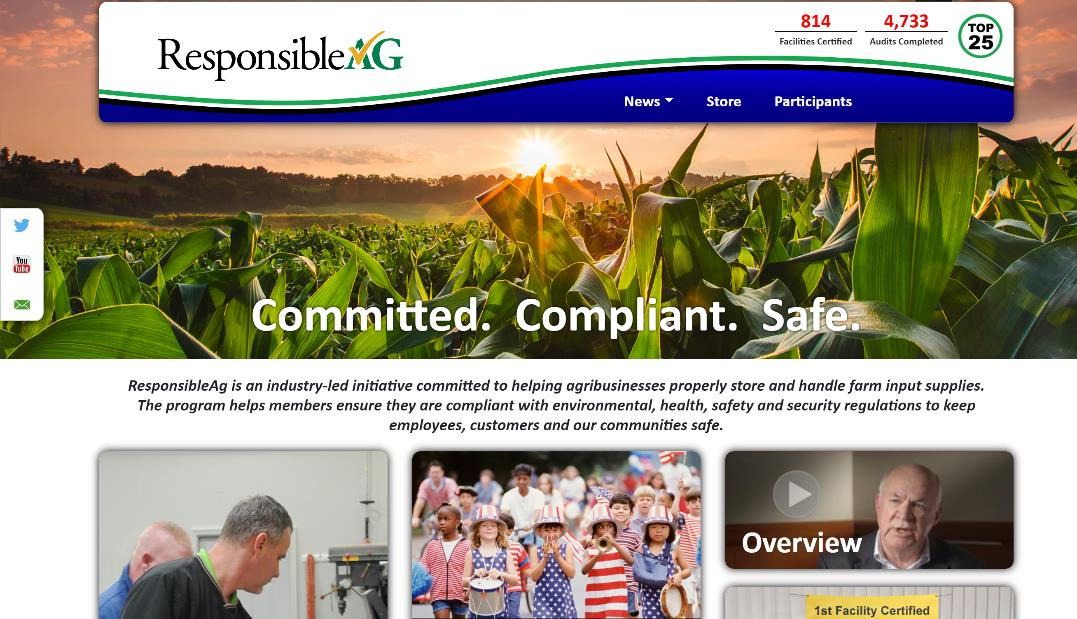 ResponsibleAG
814
Facilities Certified
4,733
Audits Completed
TOP
25
News
Store
Participants
You
Tube
Committed. Compliant. Safe.
ResponsibleAg is an industry-led initiative committed to helping agribusinesses properly store and handle farm input supplies.
The program helps members ensure they are compliant with environmental, health, safety and security regulations to keep
employees, customers and our communities safe.
Overview
1st Facility Certified